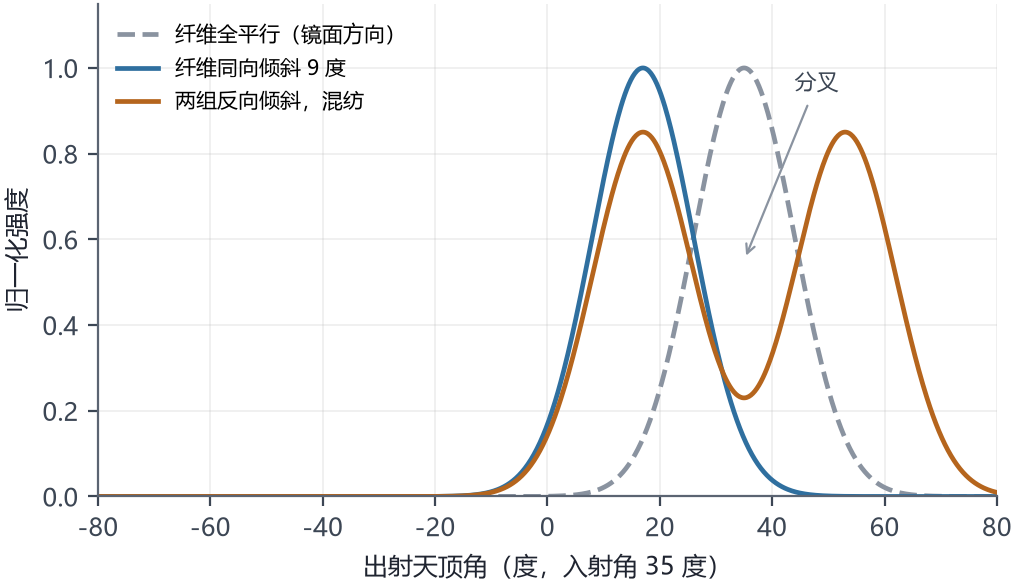 纤维全平行（镜面方向）
纤维同向倾斜 9 度
两组反向倾斜，混纺
分叉
归一化强度
1.0
0.8
0.6
0.4
0.2
0.0
-80 -60 -40 -20 0 20 40 60 80
出射天顶角（度，入射角 35 度）